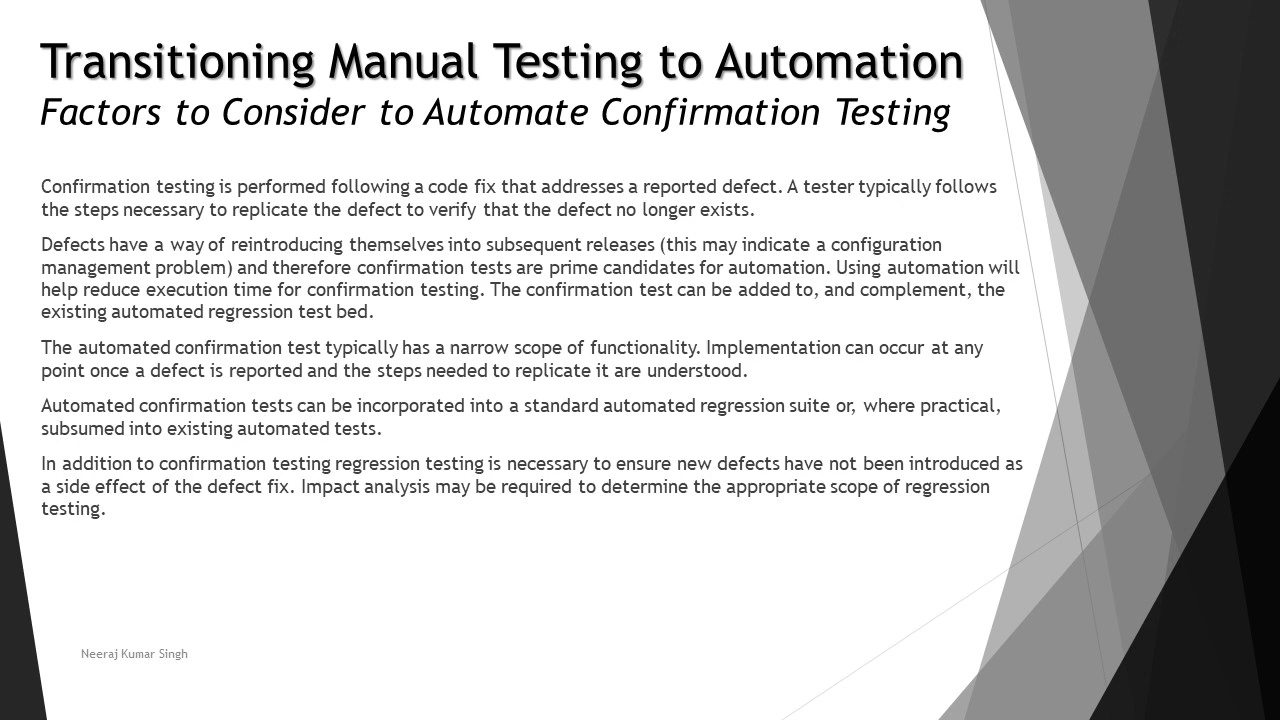 Transitioning Manual Testing to Automation
Factors to Consider to Automate Confirmation Testing
Confirmation testing is performed following a code fix that addresses a reported defect. A tester typically follows
the steps necessary to replicate the defect to verify that the defect no longer exists.
Defects have a way of reintroducing themselves into subsequent releases (this may indicate a configuration
management problem) and therefore confirmation tests are prime candidates for automation. Using automation will
help reduce execution time for confirmation testing. The confirmation test can be added to, and complement, the
existing automated regression test bed.
The automated confirmation test typically has a narrow scope of functionality. Implementation can occur at any
point once a defect is reported and the steps needed to replicate it are understood.
Automated confirmation tests can be incorporated into a standard automated regression suite or, where practical,
subsumed into existing automated tests.
In addition to confirmation testing regression testing is necessary to ensure new defects have not been introduced as
a side effect of the defect fix. Impact analysis may be required to determine the appropriate scope of regression
testing.
Neeraj Kumar Singh